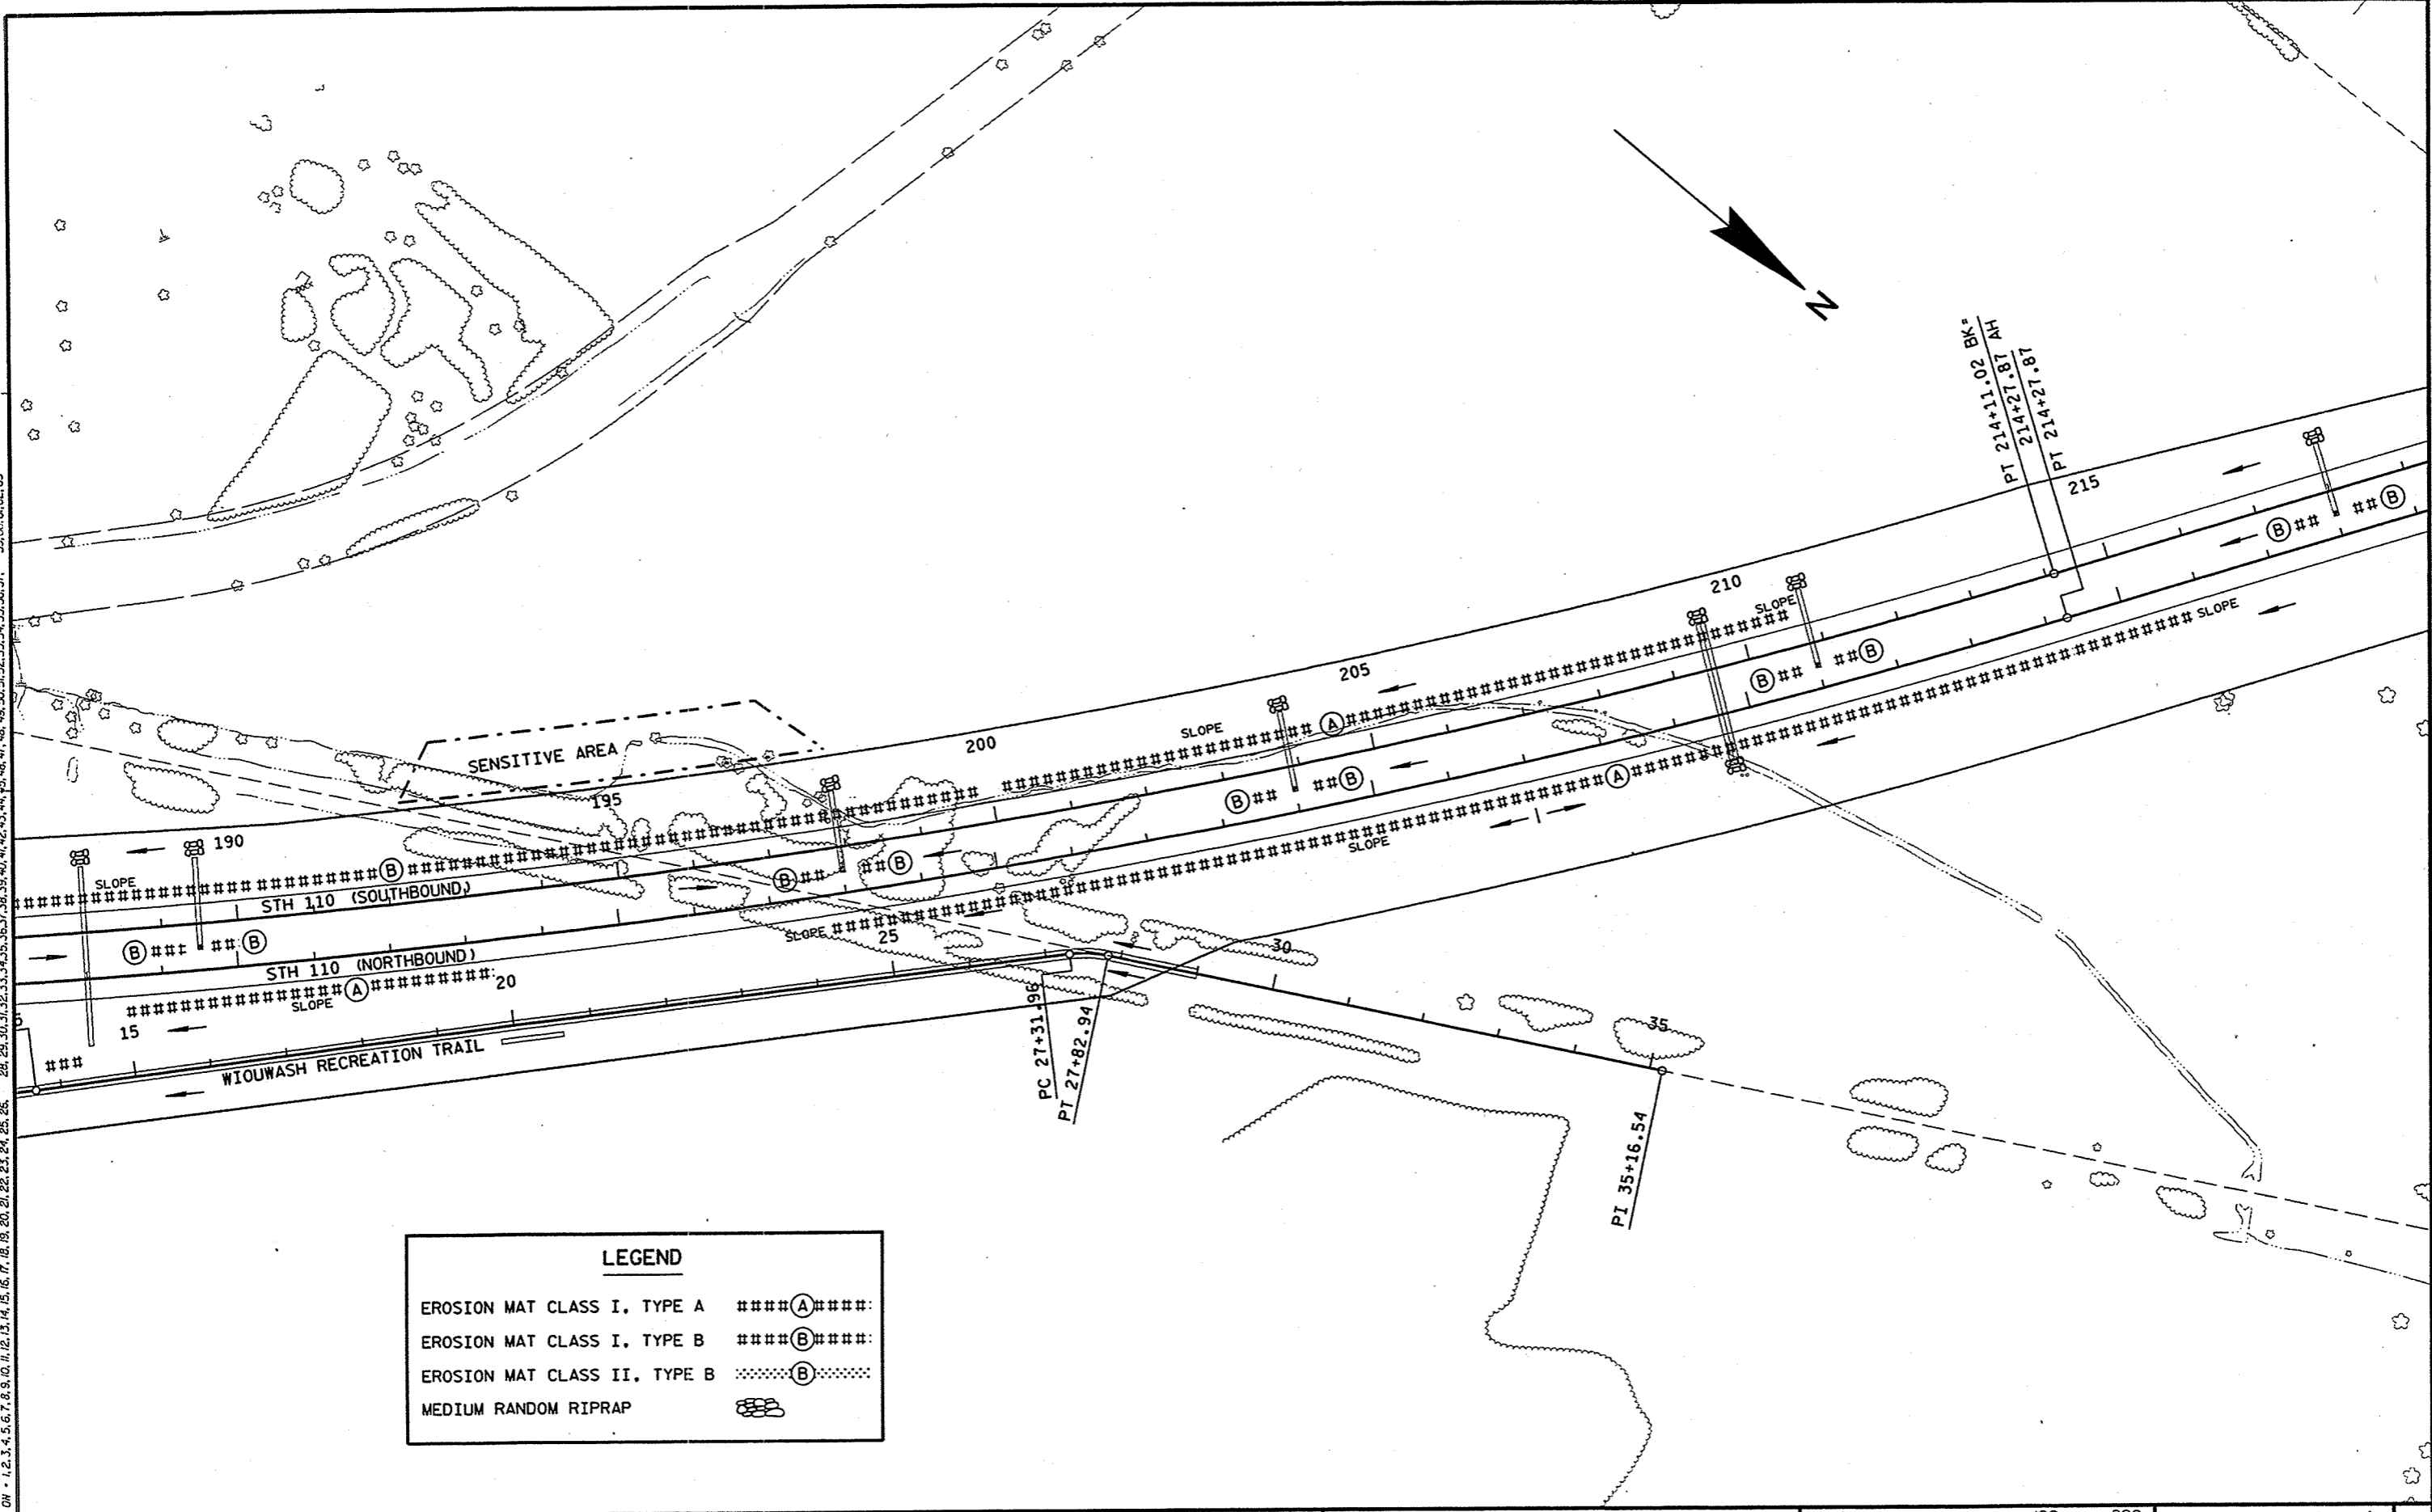 N
PT 214+11.02 BK=
214+27.87 AH
PT 214+27.87
215
B## ##B
210
SLOPE
B## ##B
SLOPE
205
SLOPE
A
200
B## ##B
SENSITIVE AREA
195
A
SLOPE
190
SLOPE
B
B## ##B
STH 110 (SOUTHBOUND)
SLOPE
25
30
B### ##B
STH 110 (NORTHBOUND)
A
SLOPE
20
15
###
WIOUWASH RECREATION TRAIL
PC 27+31.96
PT 27+82.94
35
PI 35+16.54
LEGEND
EROSION MAT CLASS I, TYPE A ####A####
EROSION MAT CLASS I, TYPE B ####B####
EROSION MAT CLASS II, TYPE B B
MEDIUM RANDOM RIPRAP